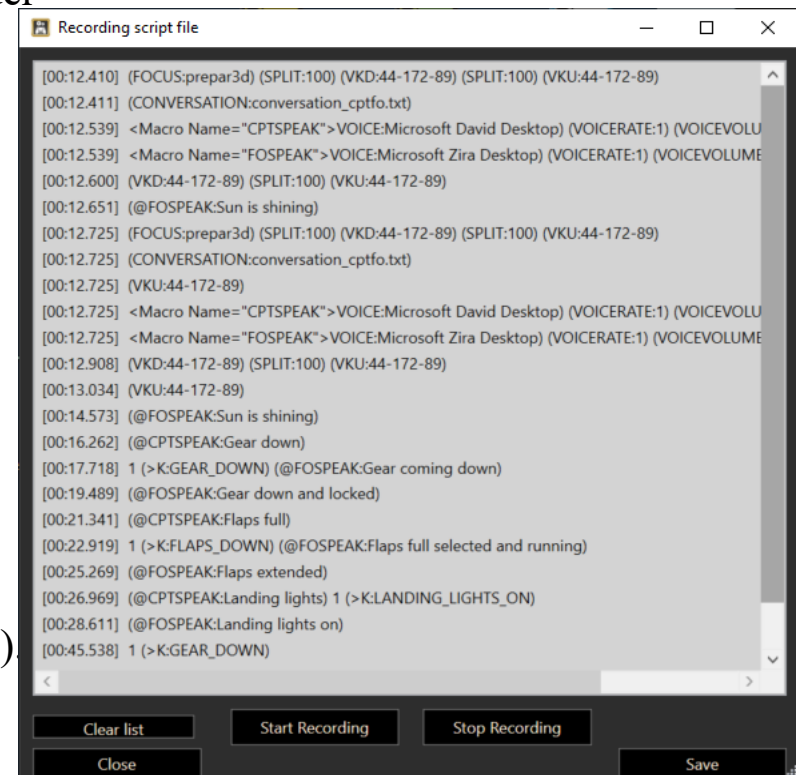 Recording script file
[00:12.410] (FOCUS:prepar3d) (SPLIT:100) (VKD:44-172-89) (SPLIT:100) (VKU:44-172-89)
[00:12.411] (CONVERSATION:conversation_cptfo.txt)
[00:12.539] <Macro Name="CPTSPEAK">VOICE:Microsoft David Desktop) (VOICERATE:1) (VOICEVOLU
[00:12.539] <Macro Name="FOSPEAK">VOICE:Microsoft Zira Desktop) (VOICERATE:1) (VOICEVOLUME
[00:12.600] (VKD:44-172-89) (SPLIT:100) (VKU:44-172-89)
[00:12.651] (@FOSPEAK:Sun is shining)
[00:12.725] (FOCUS:prepar3d) (SPLIT:100) (VKD:44-172-89) (SPLIT:100) (VKU:44-172-89)
[00:12.725] (CONVERSATION:conversation_cptfo.txt)
[00:12.725] (VKU:44-172-89)
[00:12.725] <Macro Name="CPTSPEAK">VOICE:Microsoft David Desktop) (VOICERATE:1) (VOICEVOLU
[00:12.725] <Macro Name="FOSPEAK">VOICE:Microsoft Zira Desktop) (VOICERATE:1) (VOICEVOLUME
[00:12.908] (VKD:44-172-89) (SPLIT:100) (VKU:44-172-89)
[00:13.034] (VKU:44-172-89)
[00:14.573] (@FOSPEAK:Sun is shining)
[00:16.262] (@CPTSPEAK:Gear down)
[00:17.718] 1 (>K:GEAR_DOWN) (@FOSPEAK:Gear coming down)
[00:19.489] (@FOSPEAK:Gear down and locked)
[00:21.341] (@CPTSPEAK:Flaps full)
[00:22.919] 1 (>K:FLAPS_DOWN) (@FOSPEAK:Flaps full selected and running)
[00:25.269] (@FOSPEAK:Flaps extended)
[00:26.969] (@CPTSPEAK:Landing lights) 1 (>K:LANDING_LIGHTS_ON)
[00:28.611] (@FOSPEAK:Landing lights on)
[00:45.538] 1 (>K:GEAR_DOWN)
).
Clear list Start Recording Stop Recording
Close Save